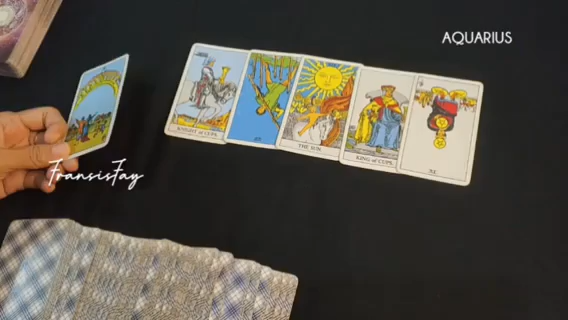 AQUARIUS
KNIGHT of CUPS.
THE SUN.
KING of CUPS.
FransisFay